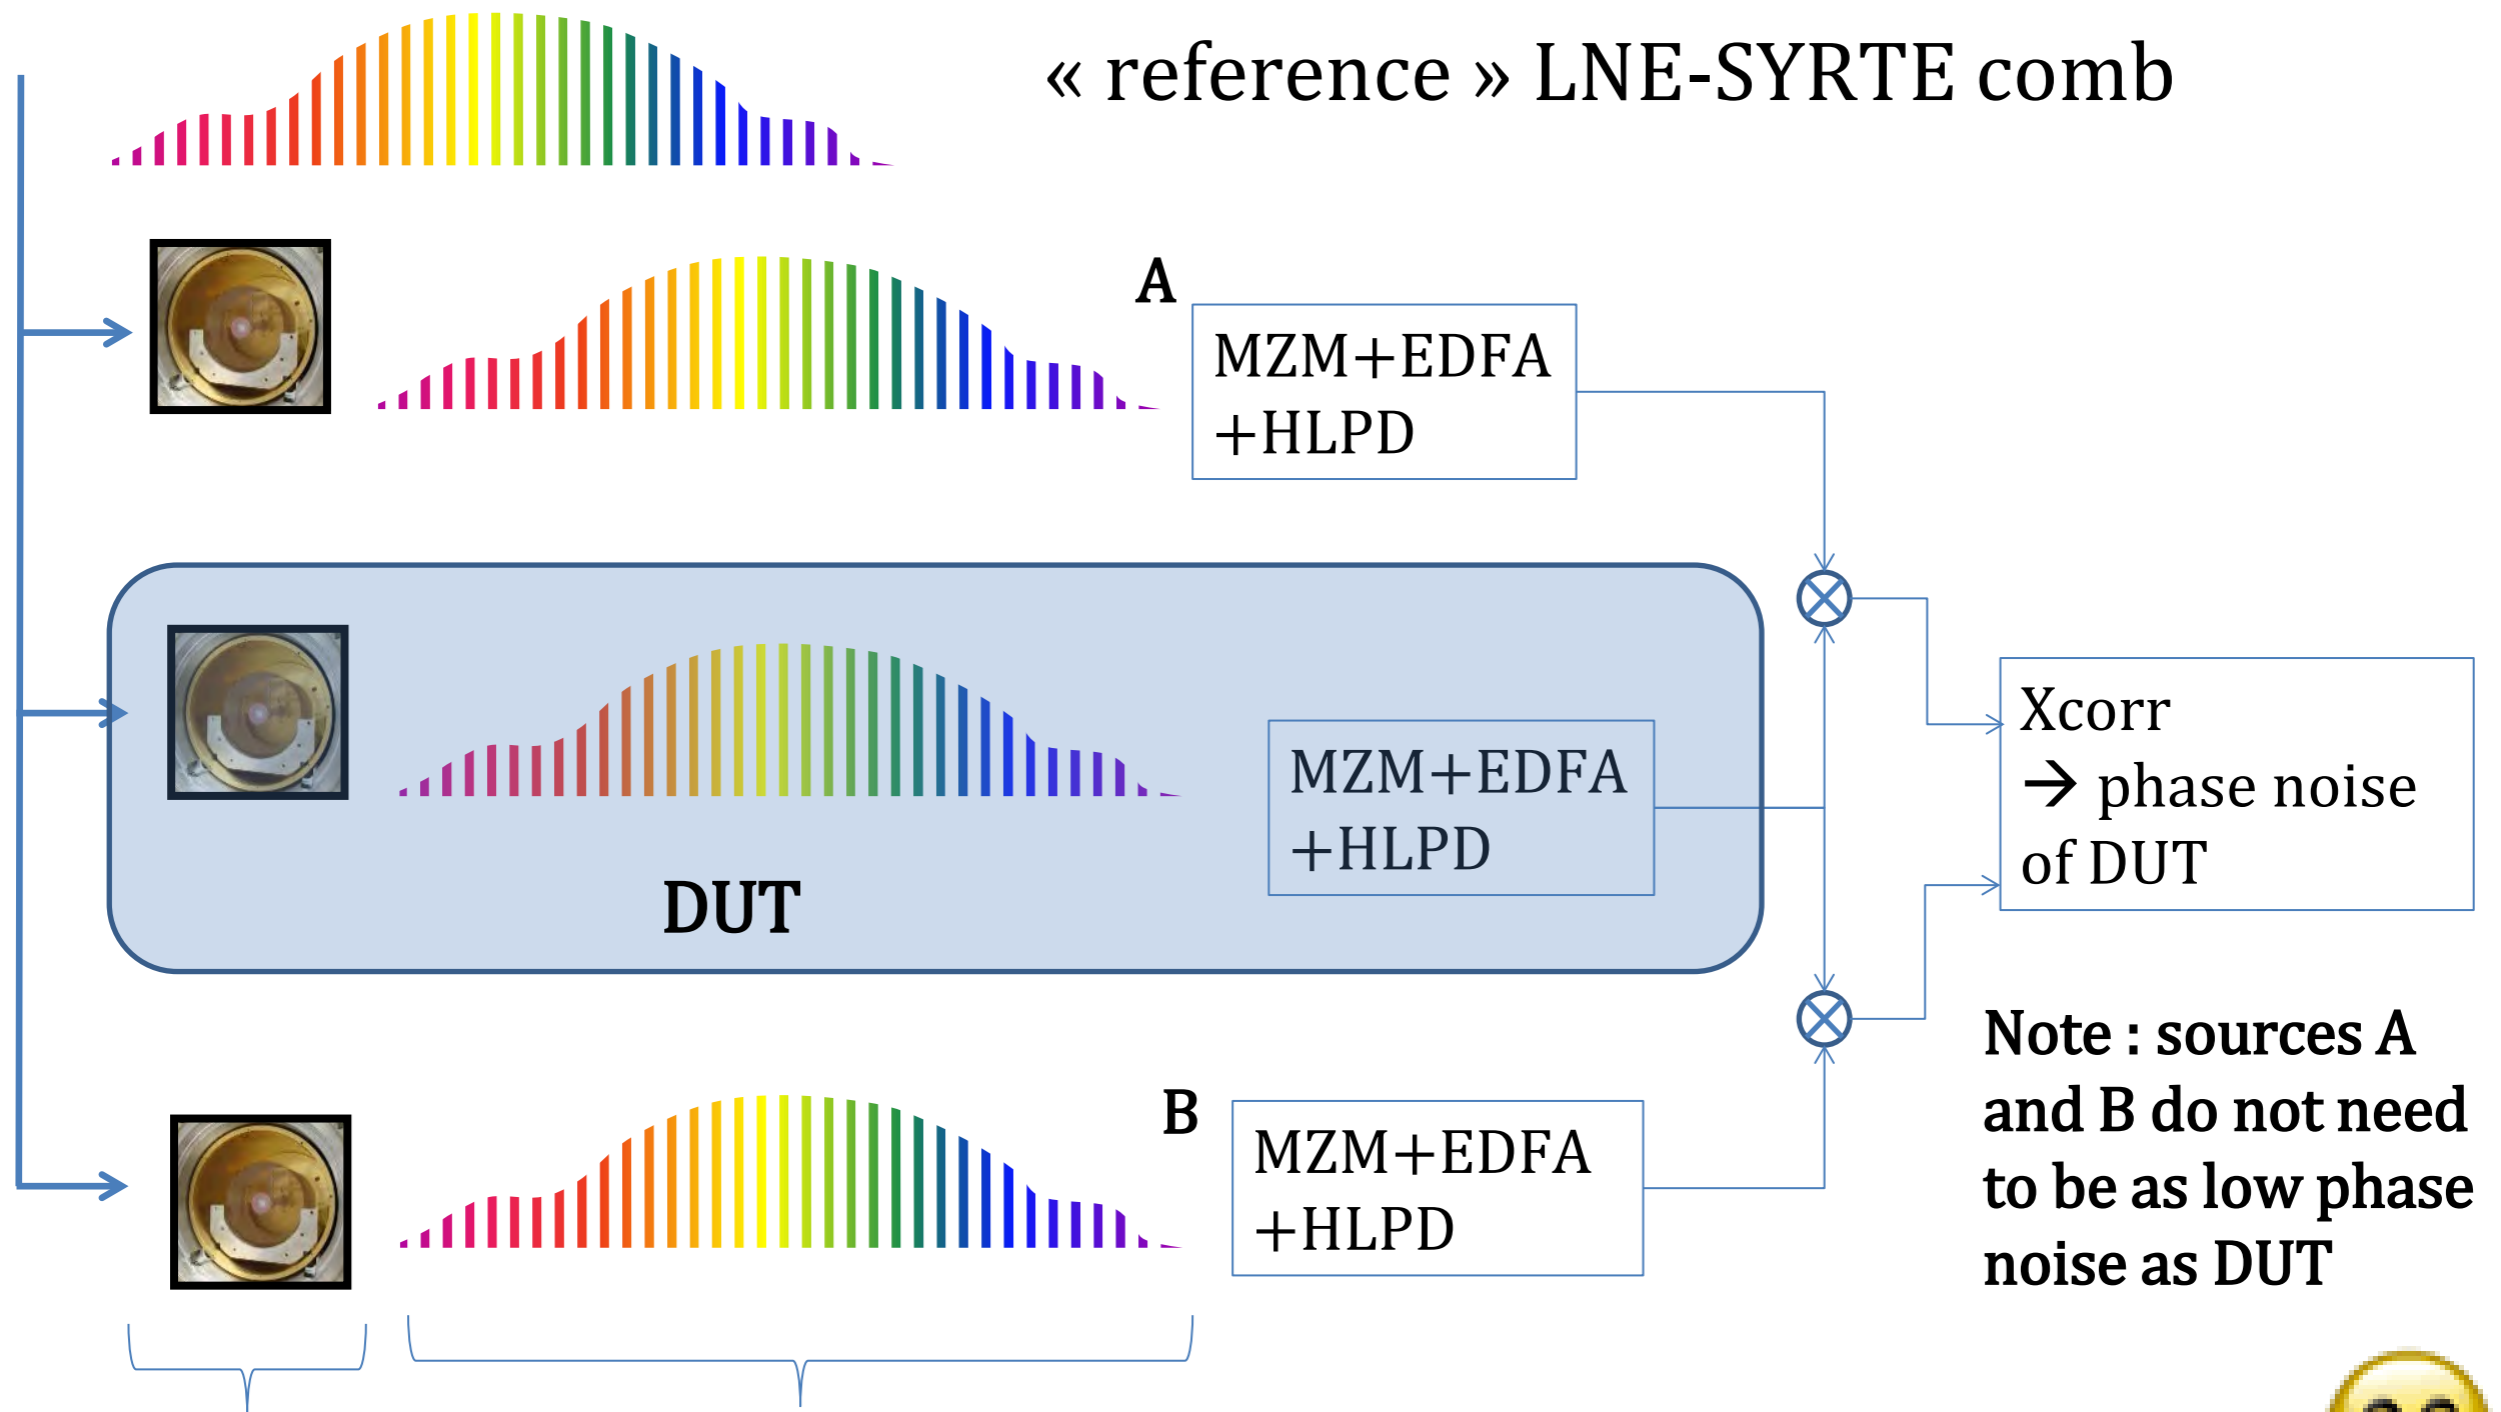 « reference » LNE-SYRTE comb
A
MZM+EDFA
+HLPD
MZM+EDFA
+HLPD
DUT
Xcorr
→ phase noise
of DUT
B
MZM+EDFA
+HLPD
Note : sources A
and B do not need
to be as low phase
noise as DUT